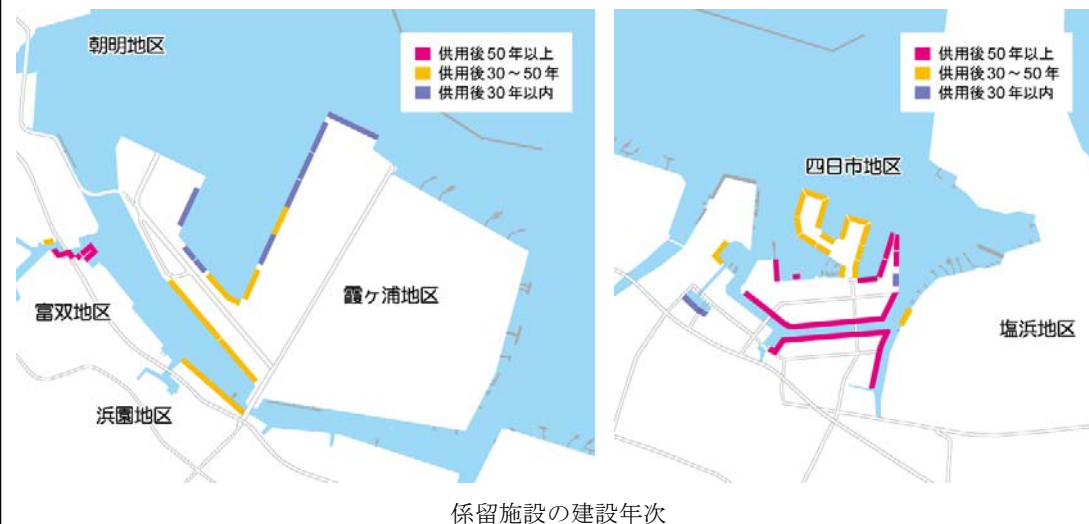 朝明地区
供用後50年以上
供用後30～50年
供用後30年以内
富双地区
霞ヶ浦地区
浜園地区
供用後50年以上
供用後30～50年
供用後30年以内
四日市地区
塩浜地区
係留施設の建設年次